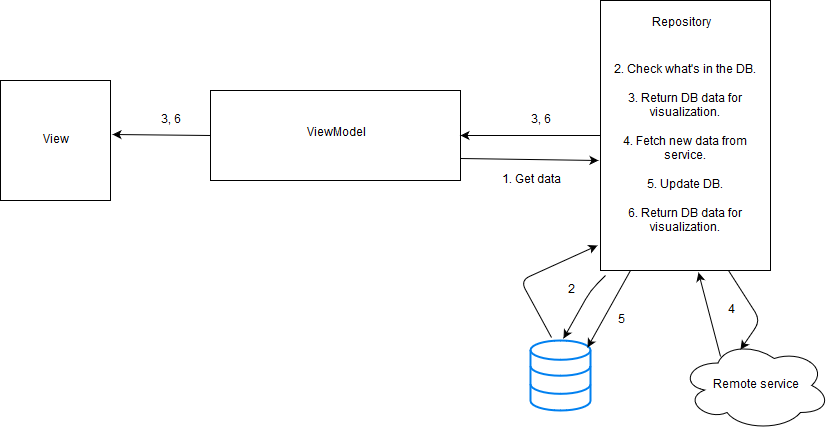 Repository
2. Check what's in the DB.
3. Return DB data for
visualization.
4. Fetch new data from
service.
5. Update DB.
6. Return DB data for
visualization.
View
3, 6
ViewModel
3, 6
1. Get data
2
5
4
Remote service